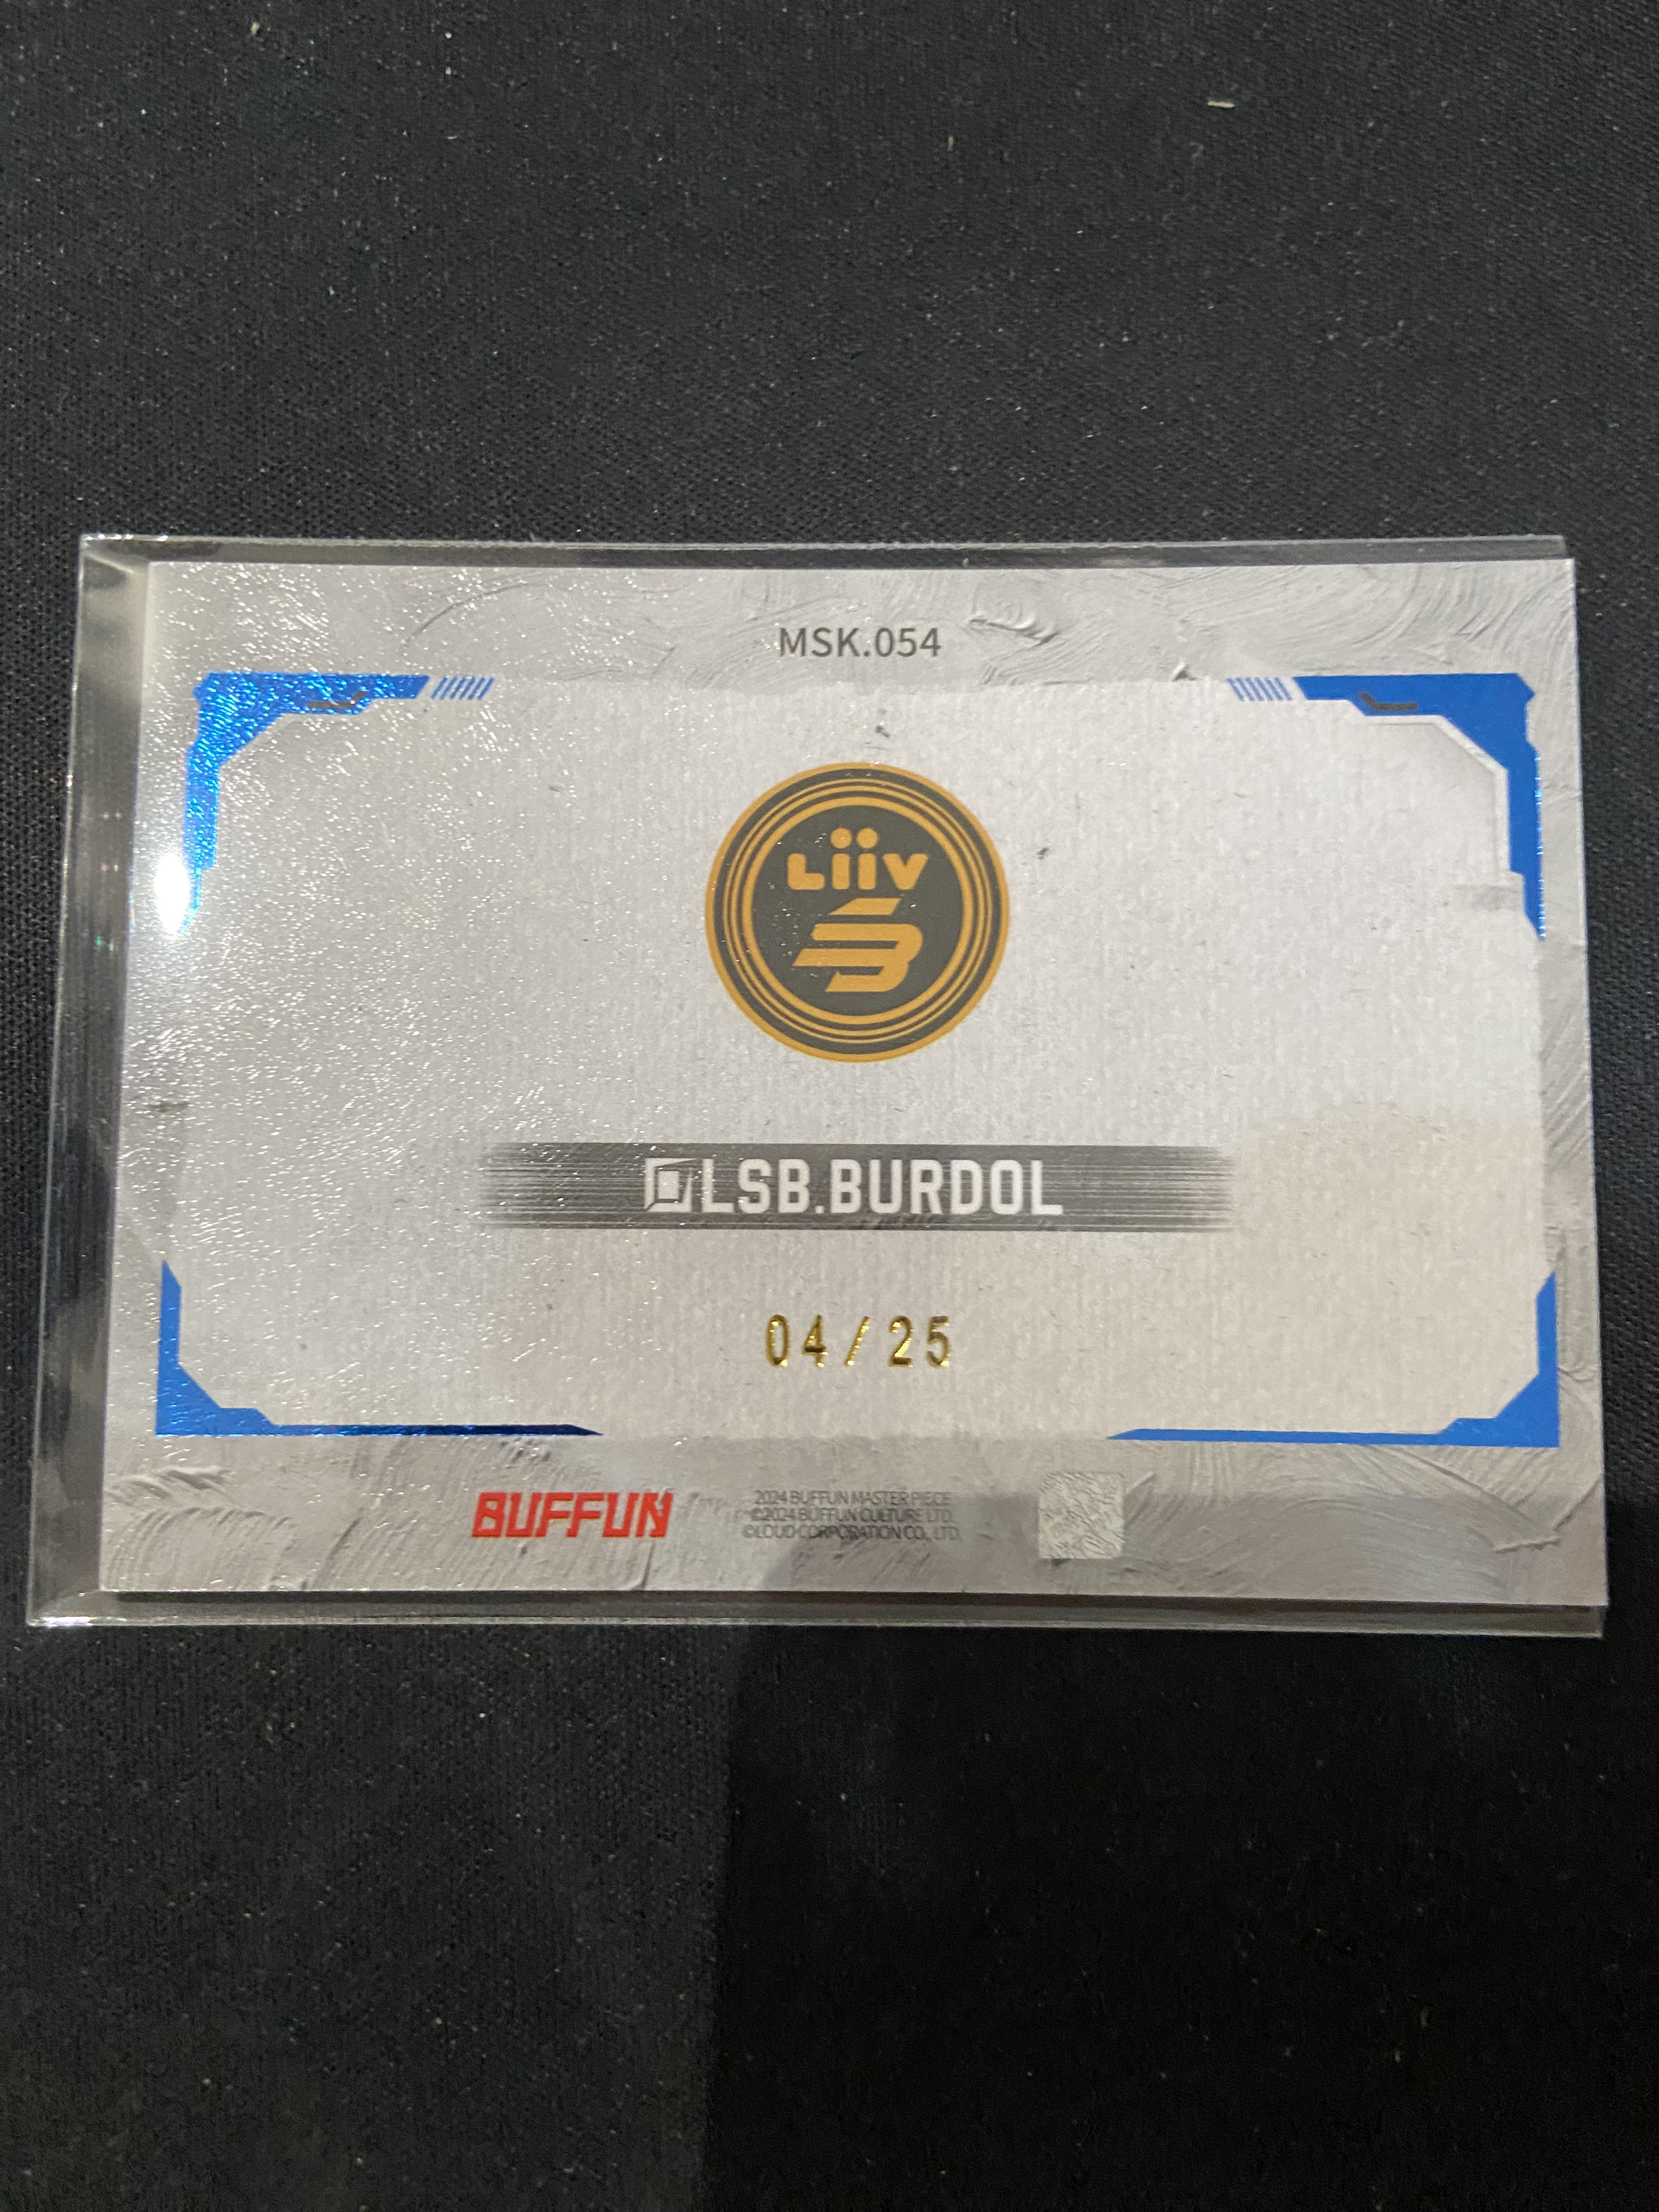 MSK.054
Liiv
LSB.BURDOL
04/25
BUFFUN
2024 BUFFUN MASTER PIECE
©2024 BUFFUN CULTURE LTD.
©LOUD CORPORATION CO., LTD.